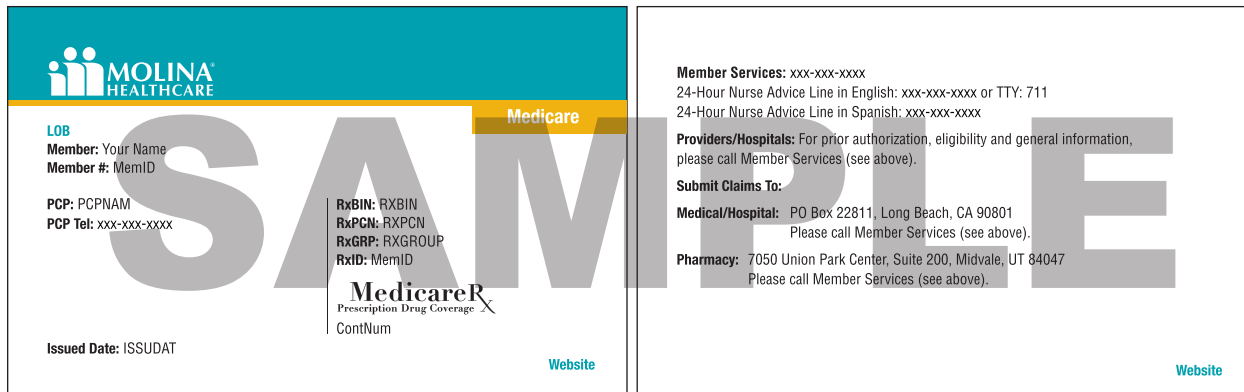 MOLINA®
HEALTHCARE
Medicare
LOB
Member: Your Name
Member #: MemID
PCP: PCPNAM
PCP Tel: xxx-xxx-xxxx
RxBIN: RXBIN
RxPCN: RXPCN
RxGRP: RXGROUP
RxID: MemID
MedicareRx
Prescription Drug Coverage
ContNum
Issued Date: ISSUDAT
Website
Member Services: xxx-xxx-xxxx
24-Hour Nurse Advice Line in English: xxx-xxx-xxxx or TTY: 711
24-Hour Nurse Advice Line in Spanish: xxx-xxx-xxxx
Providers/Hospitals: For prior authorization, eligibility and general information,
please call Member Services (see above).
Submit Claims To:
Medical/Hospital: PO Box 22811, Long Beach, CA 90801
Please call Member Services (see above).
Pharmacy: 7050 Union Park Center, Suite 200, Midvale, UT 84047
Please call Member Services (see above).
Website
SAMPLE